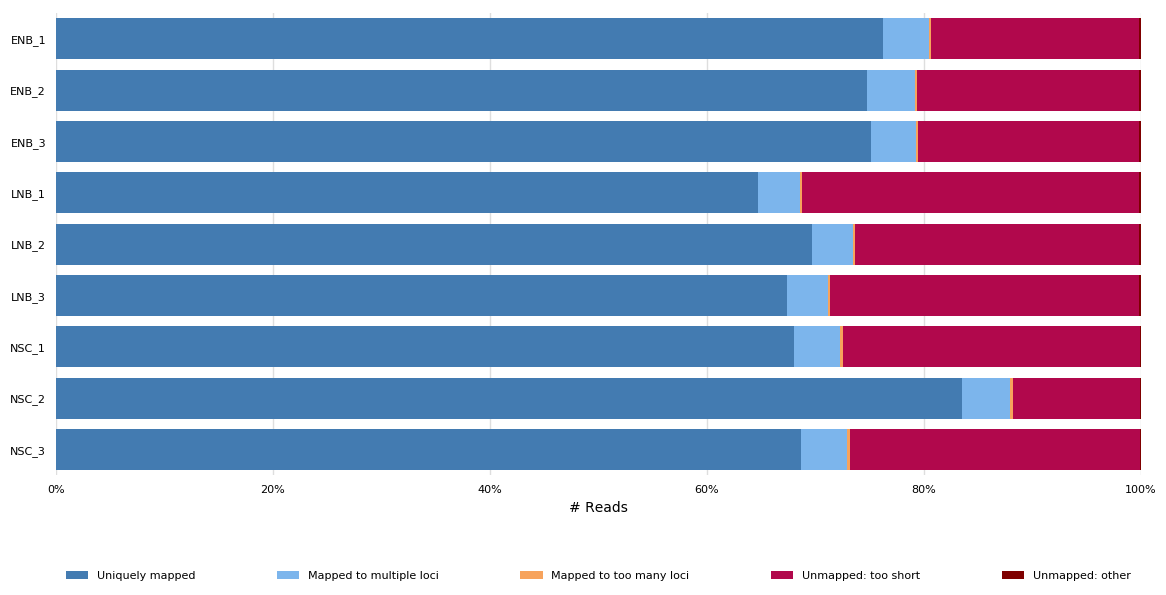 ENB_1
ENB_2
ENB_3
LNB_1
LNB_2
LNB_3
NSC_1
NSC_2
NSC_3
0% 20% 40% 60% 80% 100%
# Reads
Uniquely mapped Mapped to multiple loci Mapped to too many loci Unmapped: too short Unmapped: other